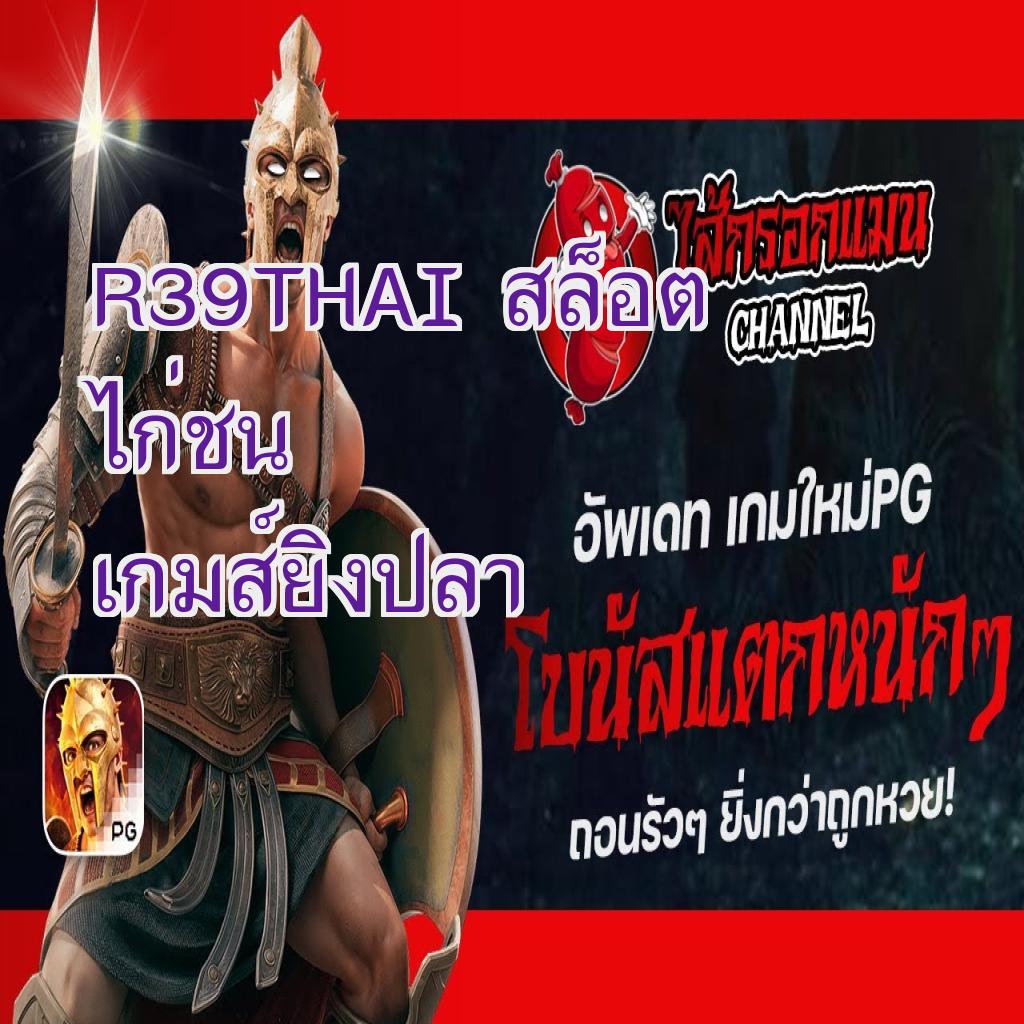 ไส้กรอกแมน
CHANNEL
R39THAI สล็อต
ไก่ชน
เกมส์ยิงปลา
อัพเดท เกมใหม่PG
โบนัสแตกหนักๆ
ถอนรัวๆ ยิ่งกว่าถูกหวย!
PG